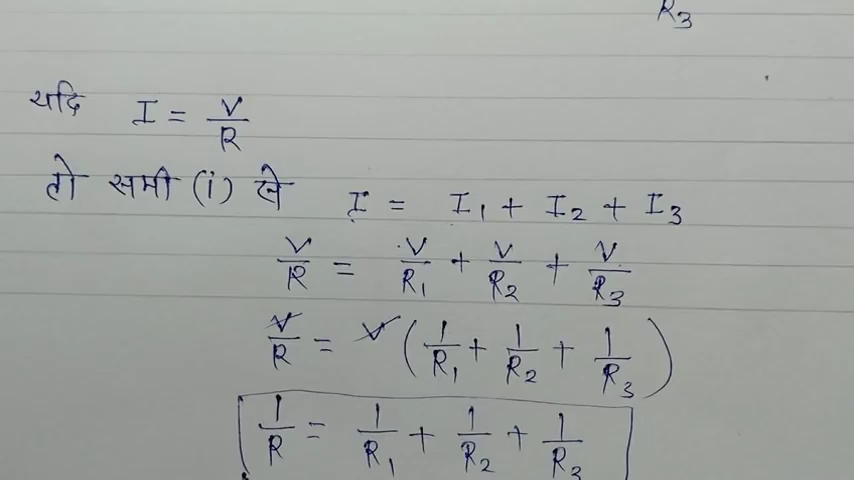 R₃
यदि I = V/R
तो समी (i) से I = I₁ + I₂ + I₃
V/R = V/R₁ + V/R₂ + V/R₃
V/R = V (1/R₁ + 1/R₂ + 1/R₃)
1/R = 1/R₁ + 1/R₂ + 1/R₃